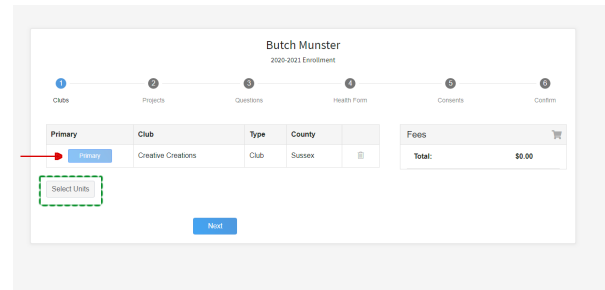 Butch Munster
2020-2021 Enrollment
1 2 3 4 5 6
Clubs Projects Questions Health Form Consents Confirm
Primary Club Type County
Primary Creative Creations Club Sussex
Fees
Total: $0.00
Select Units
Next